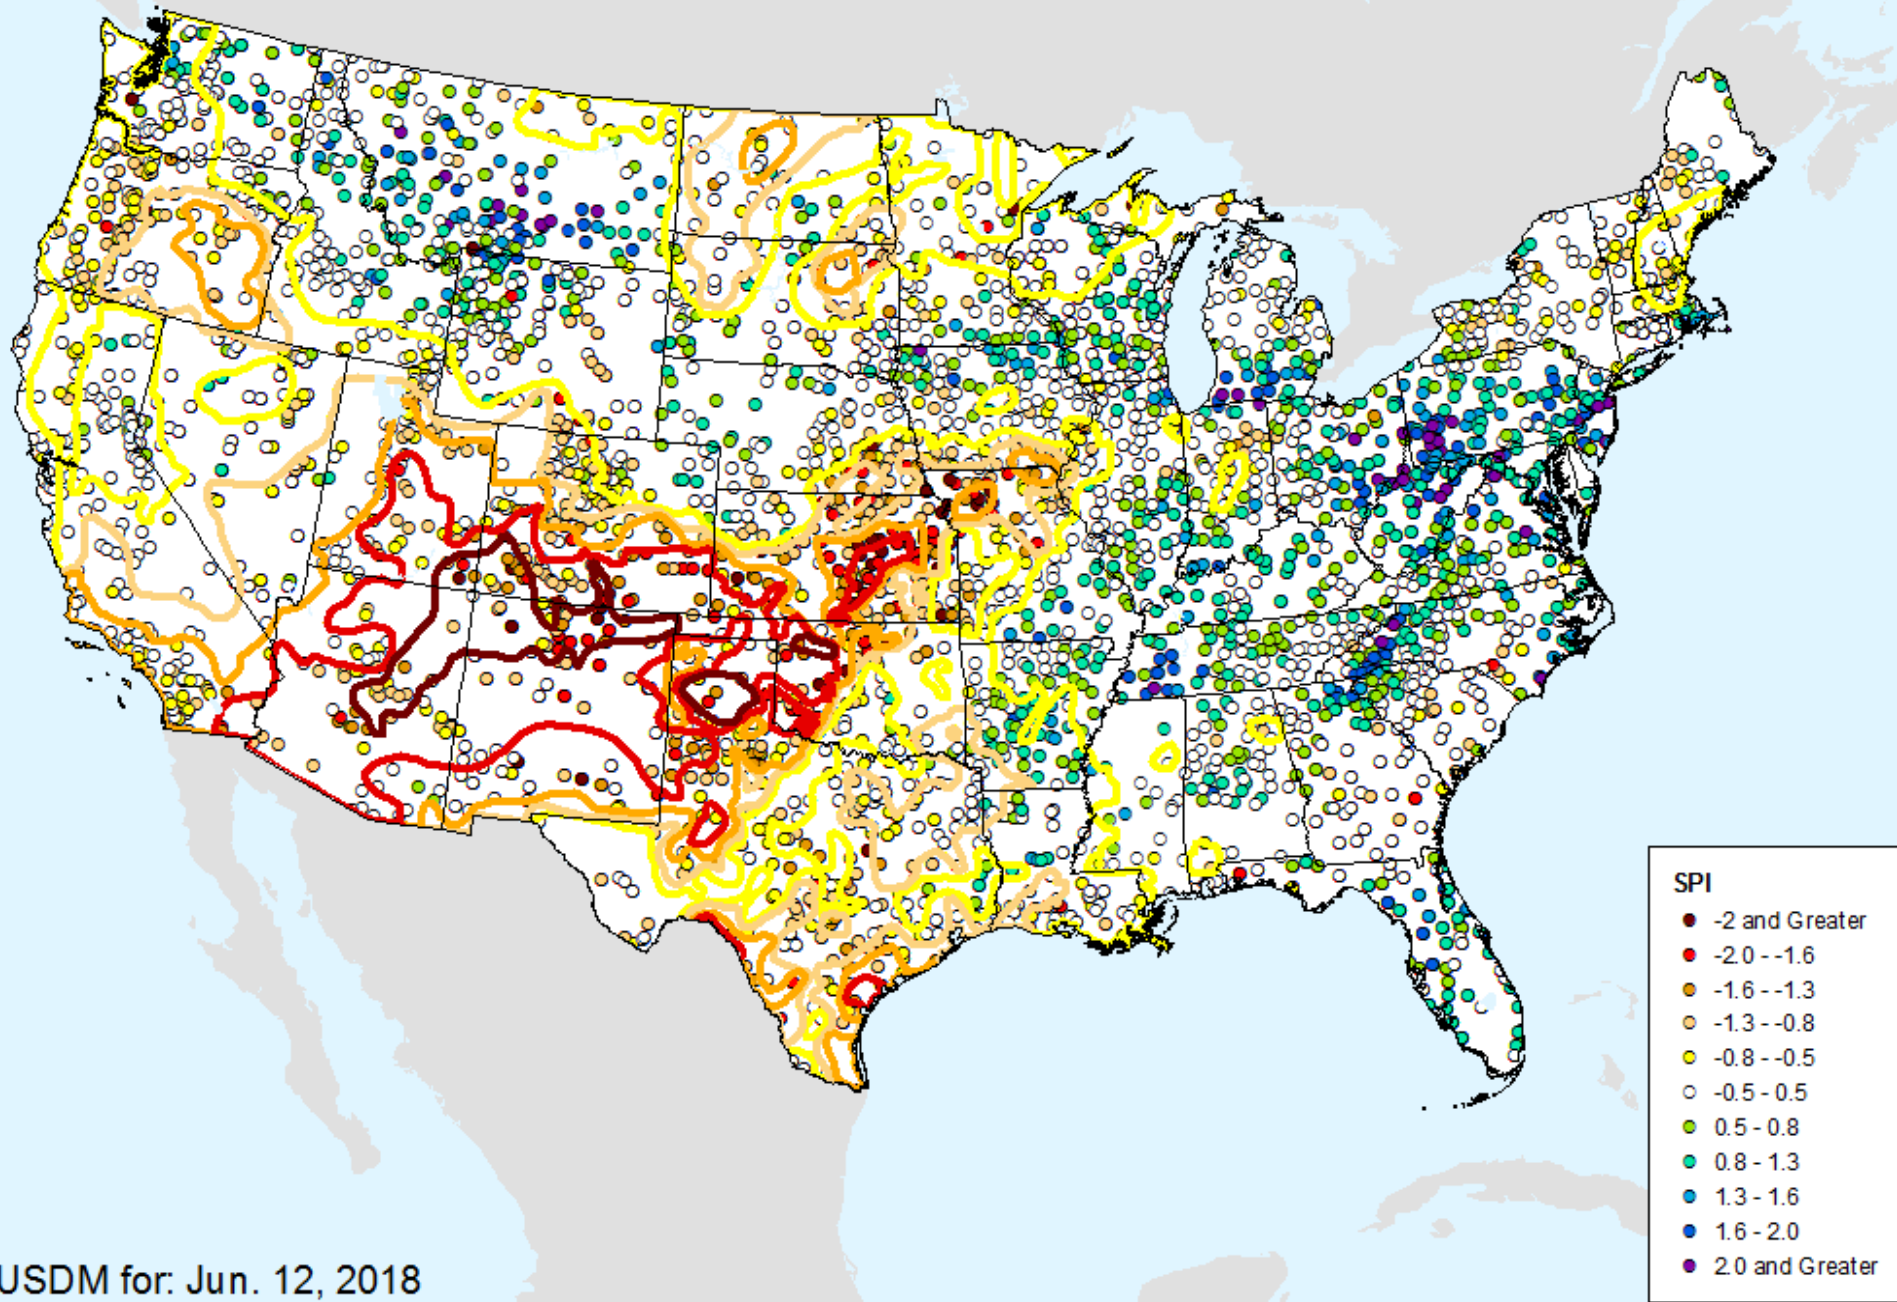 SPI
-2 and Greater
-2.0 - -1.6
-1.6 - -1.3
-1.3 - -0.8
-0.8 - -0.5
-0.5 - 0.5
0.5 - 0.8
0.8 - 1.3
1.3 - 1.6
1.6 - 2.0
2.0 and Greater
USDM for: Jun. 12, 2018